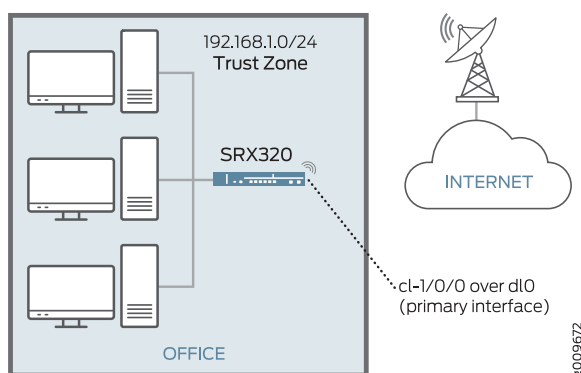 192.168.1.0/24
Trust Zone
SRX320
INTERNET
cl-1/0/0 over dl0
(primary interface)
OFFICE
g009672